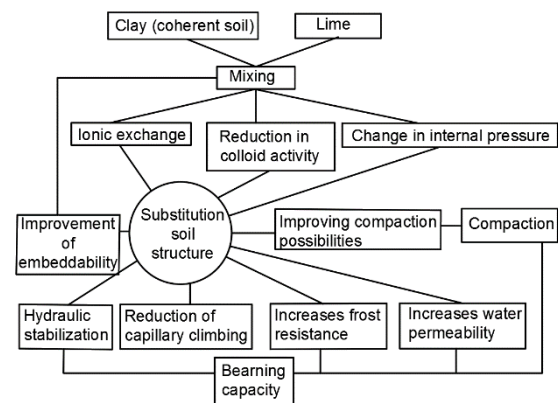 Clay (coherent soil)
Lime
Mixing
Ionic exchange
Reduction in
colloid activity
Change in internal pressure
Substitution
soil
structure
Improvement
of
embeddability
Improving compaction
possibilities
Compaction
Hydraulic
stabilization
Reduction of
capillary climbing
Increases frost
resistance
Increases water
permeability
Bearning
capacity